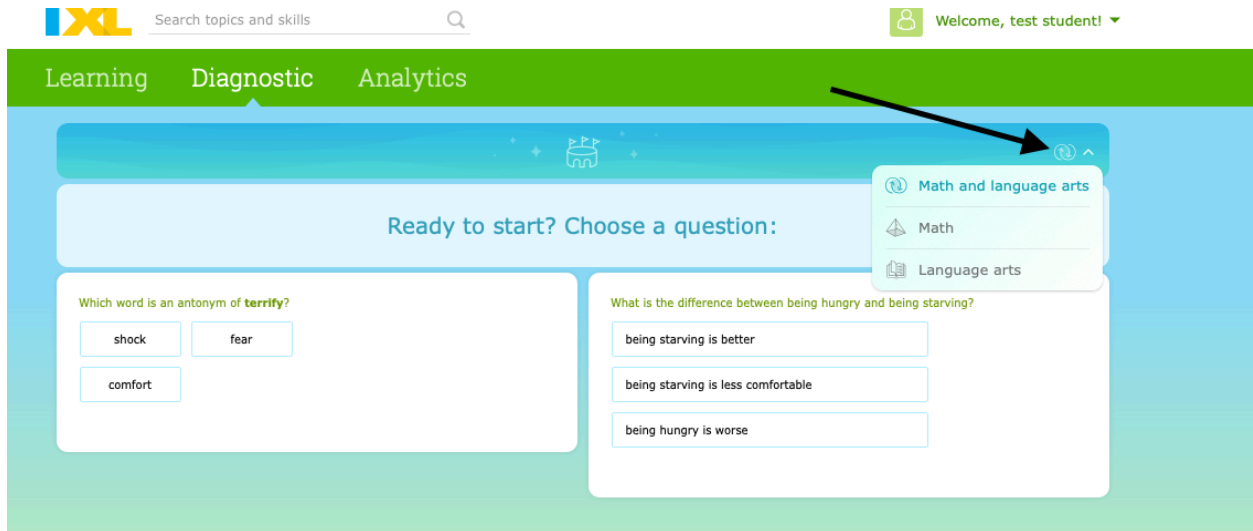 IXL Search topics and skills Welcome, test student!
Learning Diagnostic Analytics
Math and language arts
Math
Language arts
Ready to start? Choose a question:
Which word is an antonym of terrify?
shock fear
comfort
What is the difference between being hungry and being starving?
being starving is better
being starving is less comfortable
being hungry is worse